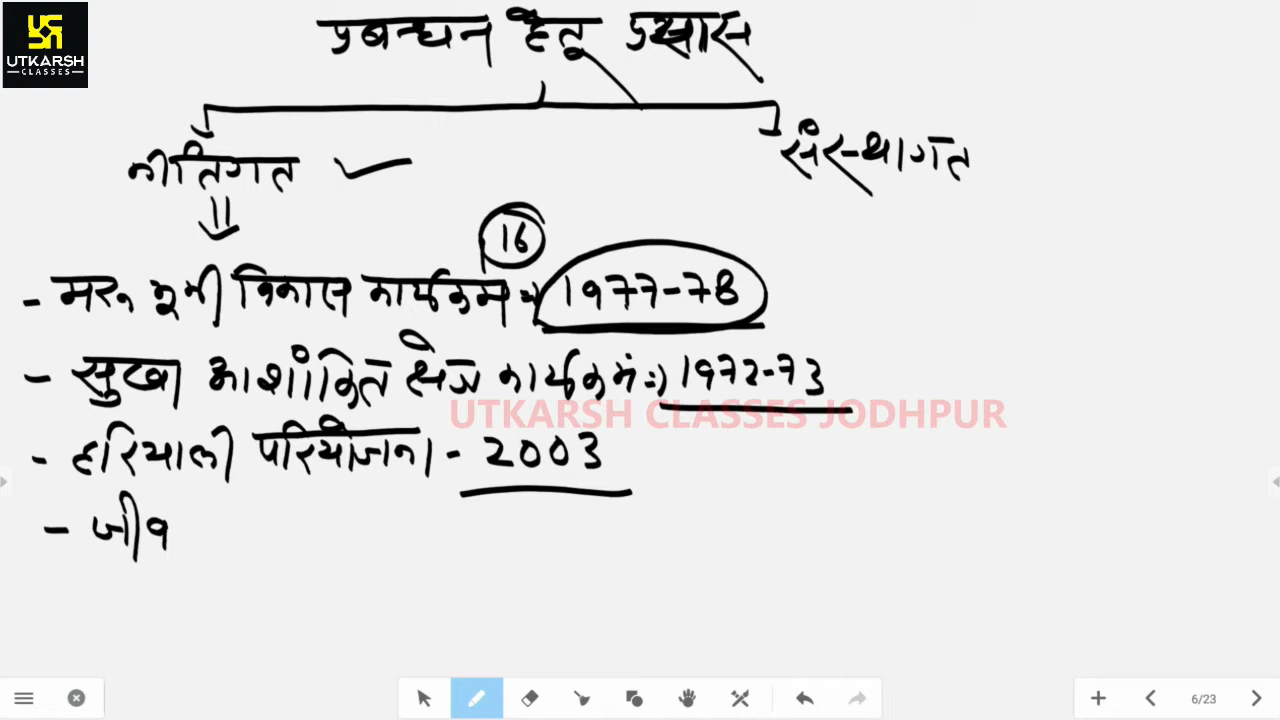 UTKARSH
CLASSES
प्रबन्धन हेतू प्रयास
नीतिगत
संस्थागत
16
- मरू भूमी विकास कार्यक्रम => 1977-78
- सुखा आशंकित क्षेत्र कार्यक्रम => 1972-73
UTKARSH CLASSES JODHPUR
- हरियाली परियोजना - 2003
- जीव
6/23